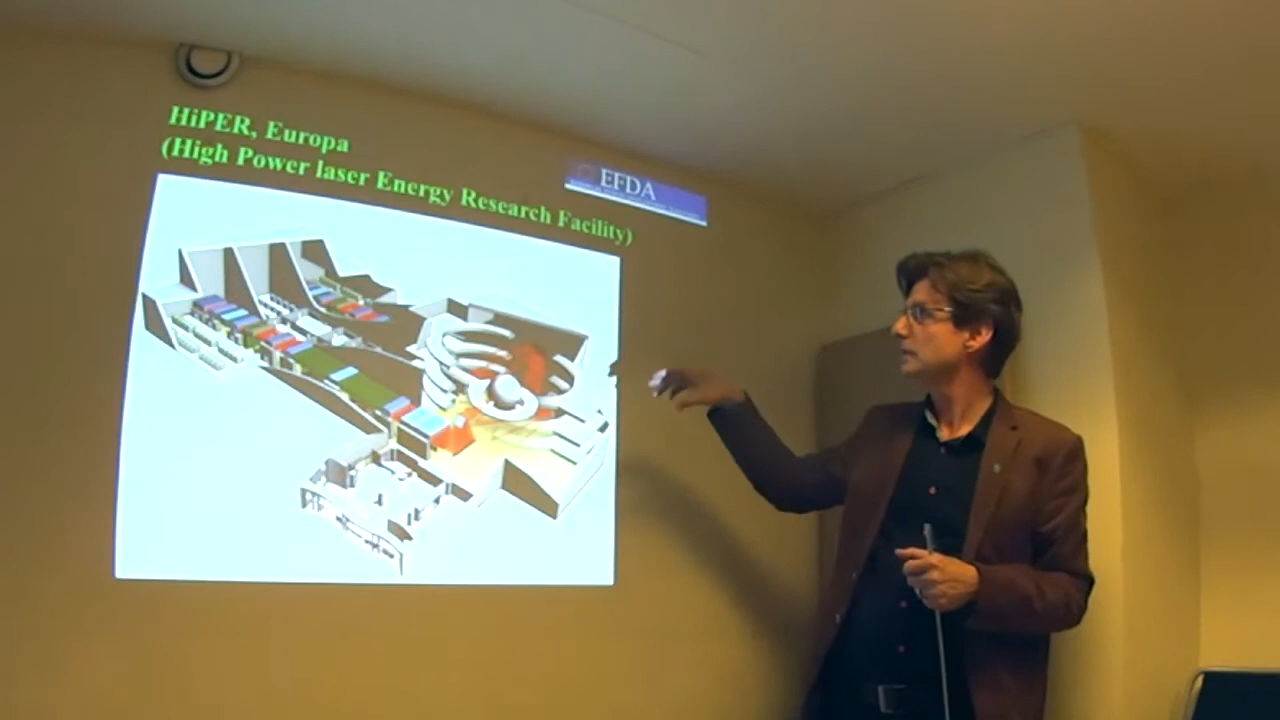 HiPER, Europa
(High Power laser Energy Research Facility)
EFDA